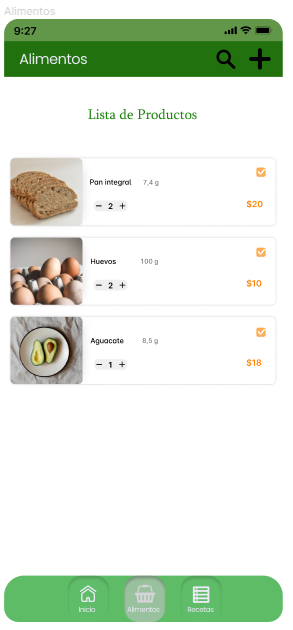 Alimentos
9:27
Alimentos
Lista de Productos
Pan integral 7,4 g
− 2 +
$20
Huevos 100 g
− 2 +
$10
Aguacate 8,5 g
− 1 +
$18
Inicio Alimentos Recetas